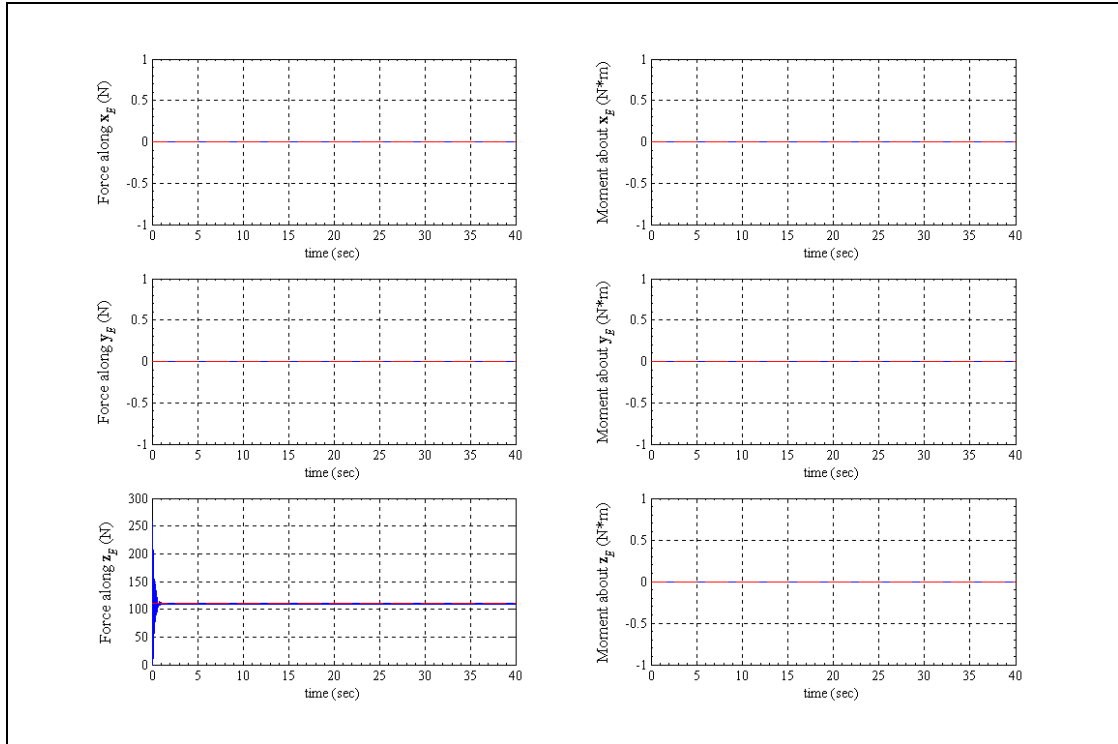 Force along x_E (N)
1
0.5
0
-0.5
-1
0 5 10 15 20 25 30 35 40
time (sec)
Moment about x_E (N*m)
1
0.5
0
-0.5
-1
0 5 10 15 20 25 30 35 40
time (sec)
Force along y_E (N)
1
0.5
0
-0.5
-1
0 5 10 15 20 25 30 35 40
time (sec)
Moment about y_E (N*m)
1
0.5
0
-0.5
-1
0 5 10 15 20 25 30 35 40
time (sec)
Force along z_E (N)
300
250
200
150
100
50
0
0 5 10 15 20 25 30 35 40
time (sec)
Moment about z_E (N*m)
1
0.5
0
-0.5
-1
0 5 10 15 20 25 30 35 40
time (sec)